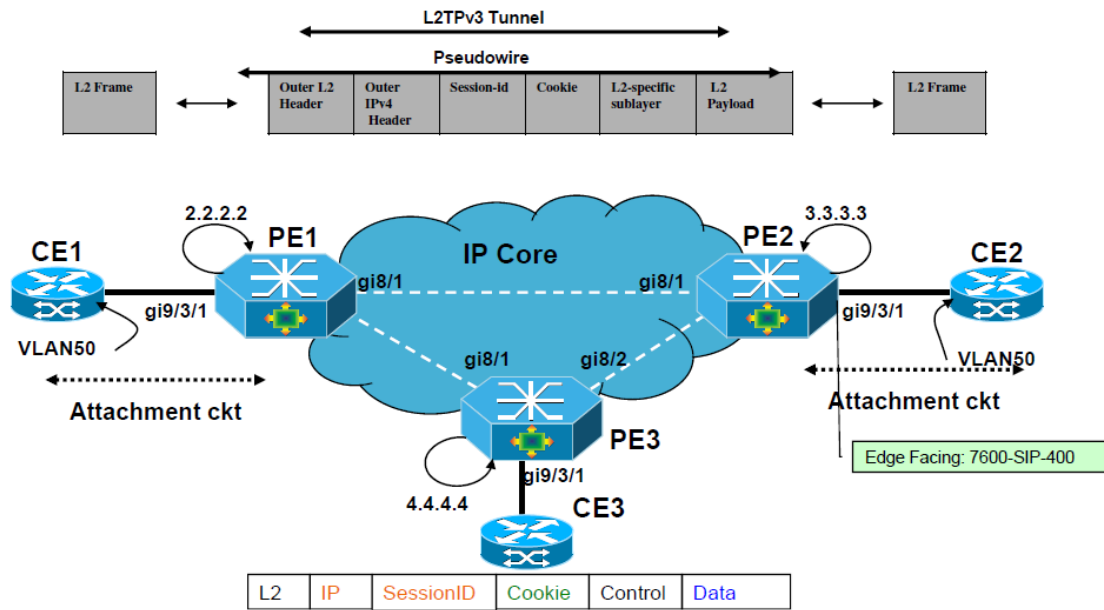 L2TPv3 Tunnel
Pseudowire
L2 Frame
Outer L2
Header
Outer
IPv4
Header
Session-id
Cookie
L2-specific
sublayer
L2
Payload
L2 Frame
2.2.2.2
3.3.3.3
PE1
PE2
CE1
IP Core
CE2
gi8/1
gi8/1
gi9/3/1
gi9/3/1
VLAN50
VLAN50
gi8/1
gi8/2
Attachment ckt
Attachment ckt
PE3
Edge Facing: 7600-SIP-400
gi9/3/1
4.4.4.4
CE3
L2 IP SessionID Cookie Control Data